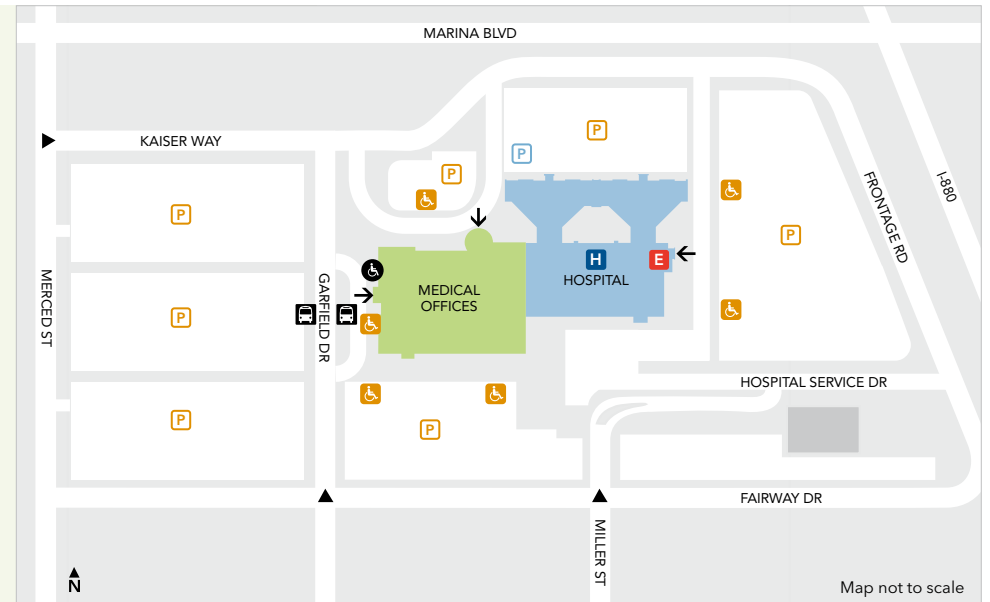 MARINA BLVD
KAISER WAY
P
P
P
P
FRONTAGE RD
I-880
P
P
H
E
HOSPITAL
MERCED ST
GARFIELD DR
MEDICAL
OFFICES
P
HOSPITAL SERVICE DR
P
P
FAIRWAY DR
MILLER ST
N
Map not to scale